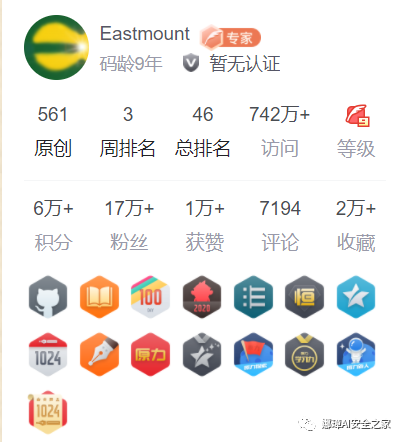 Eastmount 专家
码龄9年 暂无认证
561 3 46 742万+
原创 周排名 总排名 访问 等级
6万+ 17万+ 1万+ 7194 2万+
积分 粉丝 获赞 评论 收藏
100
2020
恒
1024
原力
1024
娜璋AI安全之家